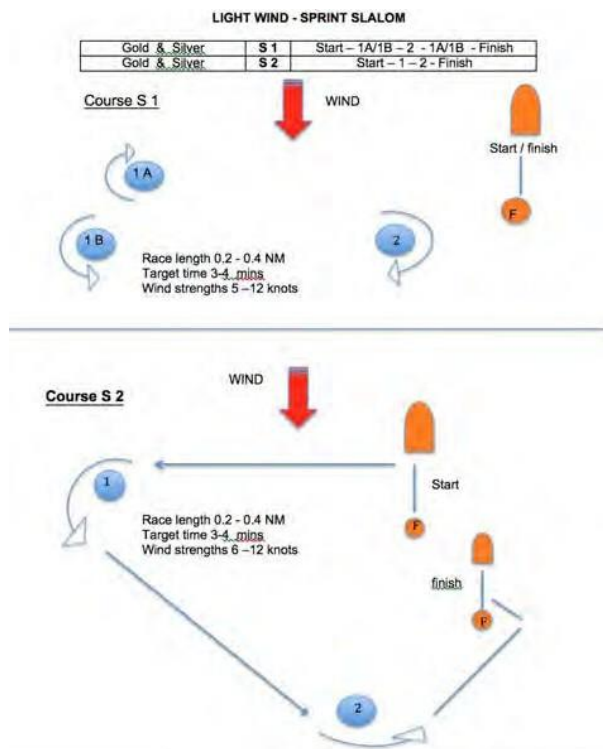 LIGHT WIND - SPRINT SLALOM
Gold & Silver S 1 Start – 1A/1B – 2 - 1A/1B - Finish
Gold & Silver S 2 Start – 1 – 2 - Finish
Course S 1
WIND
Start / finish
1 A
F
1 B
2
Race length 0.2 - 0.4 NM
Target time 3-4 mins
Wind strengths 5 –12 knots
WIND
Course S 2
1
Start
Race length 0.2 - 0.4 NM
Target time 3-4 mins
Wind strengths 6 –12 knots
F
finish
F
2